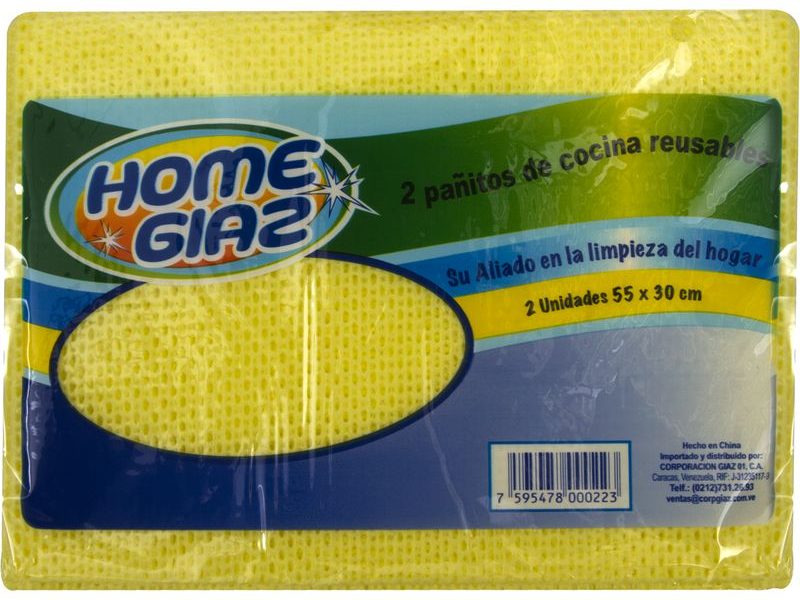 HOME
GIAZ
2 pañitos de cocina reusables
Su Aliado en la limpieza del hogar
2 Unidades 55 x 30 cm
Hecho en China
Importado y distribuido por:
CORPORACION GIAZ 01, C.A.
Caracas, Venezuela, RIF: J-31235117-9
Telf.: (0212)731.26.93
ventas@corpgiaz.com.ve
7 595478 000223